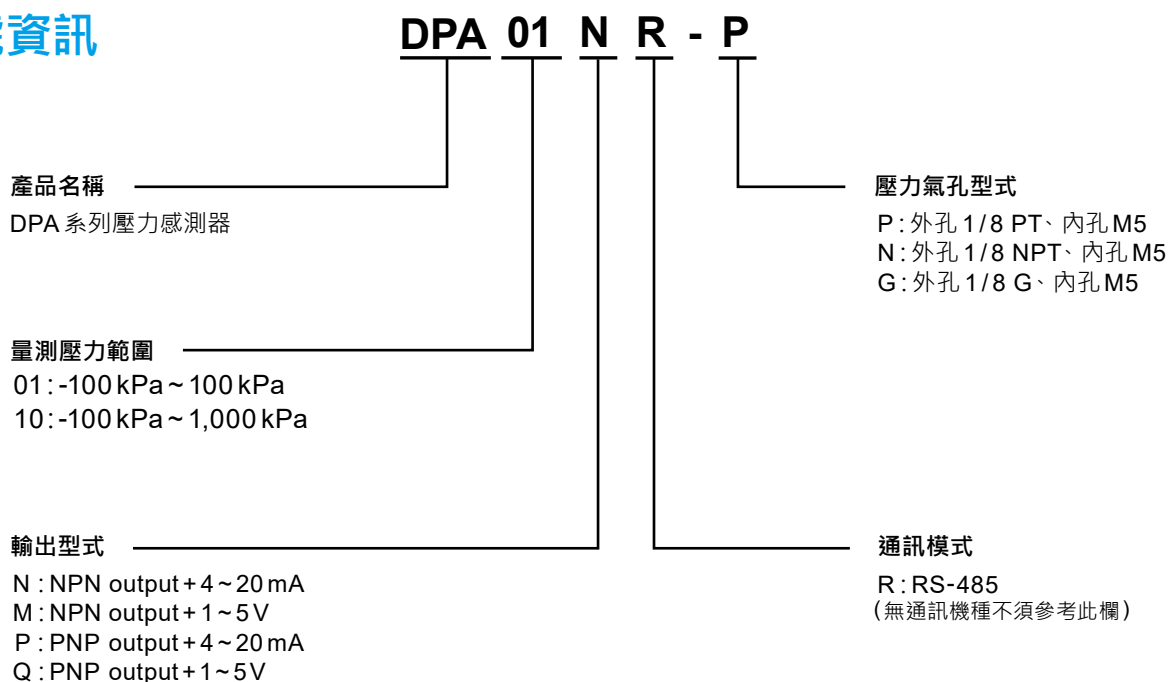 資訊
DPA 01 N R - P
產品名稱
DPA 系列壓力感測器
量測壓力範圍
01:-100 kPa ~ 100 kPa
10:-100 kPa ~ 1,000 kPa
輸出型式
N : NPN output + 4 ~ 20 mA
M : NPN output + 1 ~ 5 V
P : PNP output + 4 ~ 20 mA
Q : PNP output + 1 ~ 5 V
壓力氣孔型式
P : 外孔 1/8 PT、內孔 M5
N : 外孔 1/8 NPT、內孔 M5
G : 外孔 1/8 G、內孔 M5
通訊模式
R : RS-485
(無通訊機種不須參考此欄)